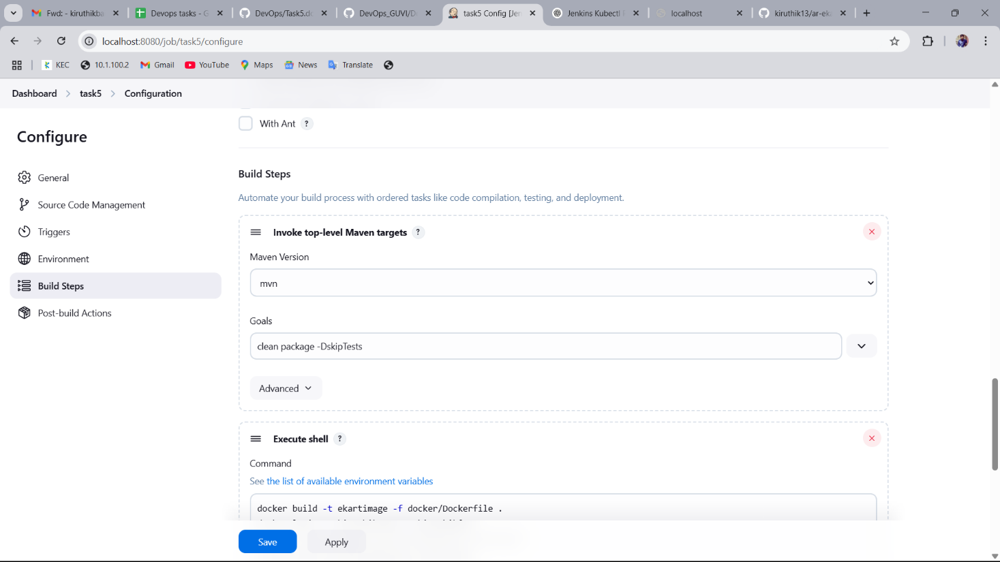 Fwd: - kiruthikba
Devops tasks - G
DevOps/Task5.do
DevOps_GUVI/D
task5 Config [Jen
Jenkins Kubectl
localhost
kiruthik13/ar-eka
localhost:8080/job/task5/configure
KEC
10.1.100.2
Gmail
YouTube
Maps
News
Translate
Dashboard
task5
Configuration
With Ant ?
Configure
General
Source Code Management
Triggers
Environment
Build Steps
Post-build Actions
Build Steps
Automate your build process with ordered tasks like code compilation, testing, and deployment.
Invoke top-level Maven targets ?
Maven Version
mvn
Goals
clean package -DskipTests
Advanced
Execute shell ?
Command
See the list of available environment variables
docker build -t ekartimage -f docker/Dockerfile .
Save
Apply